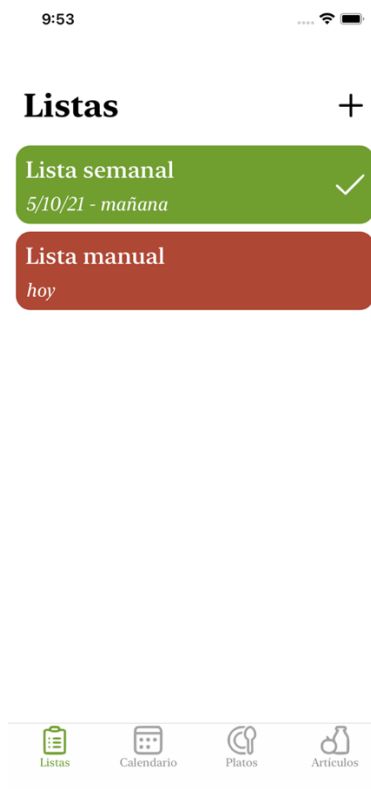 9:53
Listas
Lista semanal
5/10/21 - mañana
Lista manual
hoy
Listas Calendario Platos Artículos